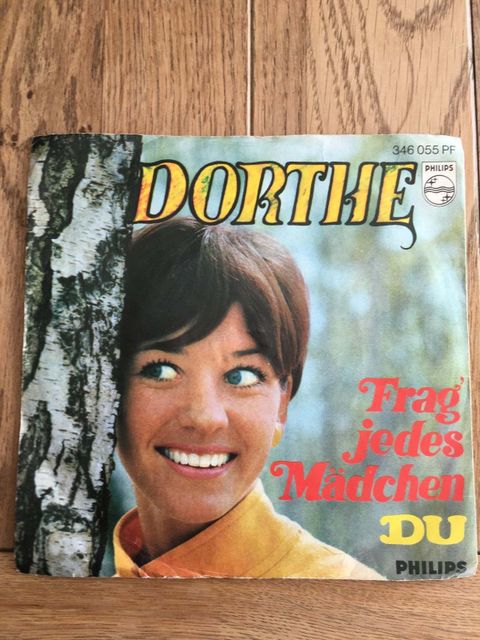 346 055 PF
PHILIPS
DORTHE
Frag'
jedes
Mädchen
DU
PHILIPS